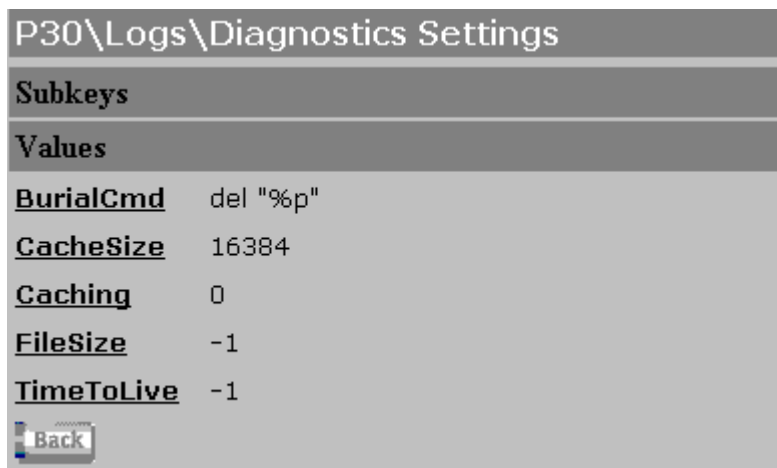 P30\Logs\Diagnostics Settings
Subkeys
Values
BurialCmd del "%p"
CacheSize 16384
Caching 0
FileSize -1
TimeToLive -1
Back